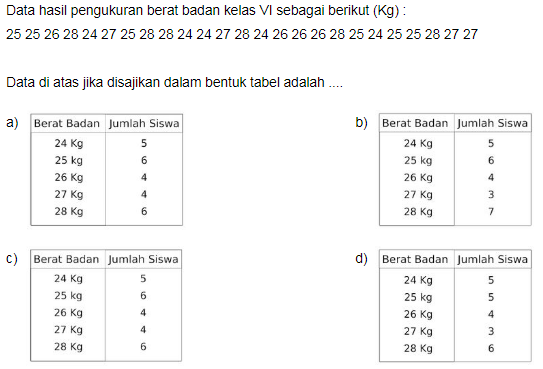 Data hasil pengukuran berat badan kelas VI sebagai berikut (Kg) :
25 25 26 28 24 27 25 28 28 24 24 27 28 24 26 26 26 28 25 24 25 25 28 27 27
Data di atas jika disajikan dalam bentuk tabel adalah ....
a)
Berat Badan Jumlah Siswa
24 Kg 5
25 kg 6
26 Kg 4
27 Kg 4
28 Kg 6
b)
Berat Badan Jumlah Siswa
24 Kg 5
25 kg 6
26 Kg 4
27 Kg 3
28 Kg 7
c)
Berat Badan Jumlah Siswa
24 Kg 5
25 kg 6
26 Kg 4
27 Kg 4
28 Kg 6
d)
Berat Badan Jumlah Siswa
24 Kg 5
25 kg 5
26 Kg 4
27 Kg 3
28 Kg 6